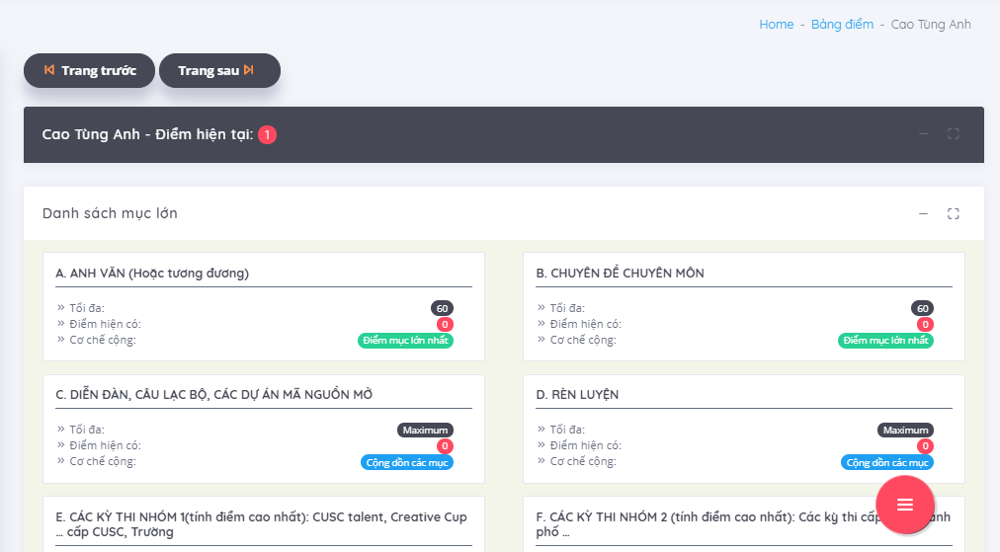 Home - Bảng điểm - Cao Tùng Anh
Trang trước Trang sau
Cao Tùng Anh - Điểm hiện tại: 1
Danh sách mục lớn
A. ANH VĂN (Hoặc tương đương)
» Tối đa: 60
» Điểm hiện có: 0
» Cơ chế cộng: Điểm mục lớn nhất
B. CHUYÊN ĐỀ CHUYÊN MÔN
» Tối đa: 60
» Điểm hiện có: 0
» Cơ chế cộng: Điểm mục lớn nhất
C. DIỄN ĐÀN, CÂU LẠC BỘ, CÁC DỰ ÁN MÃ NGUỒN MỞ
» Tối đa: Maximum
» Điểm hiện có: 0
» Cơ chế cộng: Cộng dồn các mục
D. RÈN LUYỆN
» Tối đa: Maximum
» Điểm hiện có: 0
» Cơ chế cộng: Cộng dồn các mục
E. CÁC KỲ THI NHÓM 1(tính điểm cao nhất): CUSC talent, Creative Cup
... cấp CUSC, Trường
F. CÁC KỲ THI NHÓM 2 (tính điểm cao nhất): Các kỳ thi cấp
phố ...